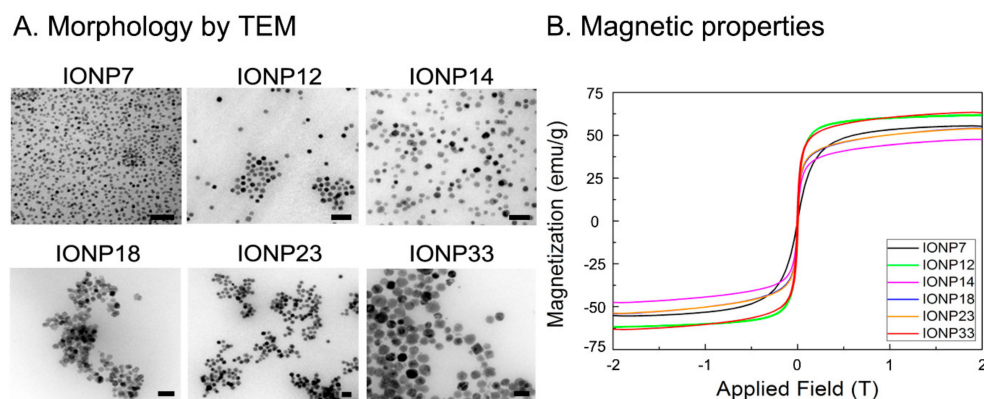 A. Morphology by TEM
IONP7
IONP12
IONP14
IONP18
IONP23
IONP33
B. Magnetic properties
Magnetization (emu/g)
75
50
25
0
-25
-50
-75
-2
-1
0
1
2
Applied Field (T)
IONP7
IONP12
IONP14
IONP18
IONP23
IONP33